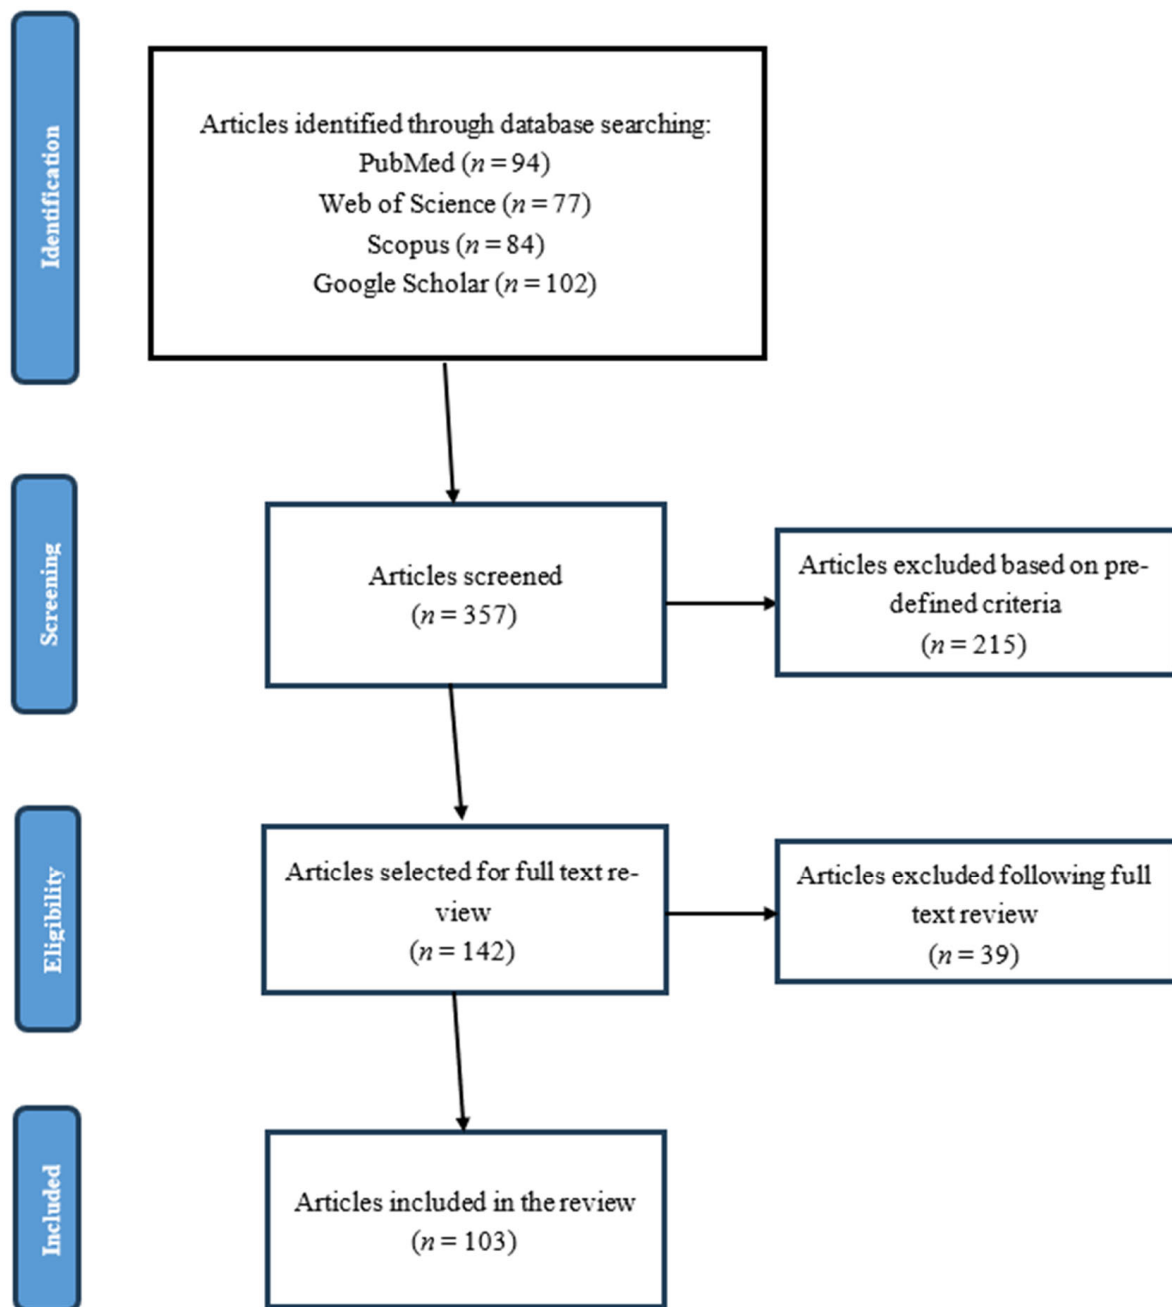 Identification
Articles identified through database searching:
PubMed (n = 94)
Web of Science (n = 77)
Scopus (n = 84)
Google Scholar (n = 102)
Screening
Articles screened
(n = 357)
Articles excluded based on pre-
defined criteria
(n = 215)
Eligibility
Articles selected for full text re-
view
(n = 142)
Articles excluded following full
text review
(n = 39)
Included
Articles included in the review
(n = 103)